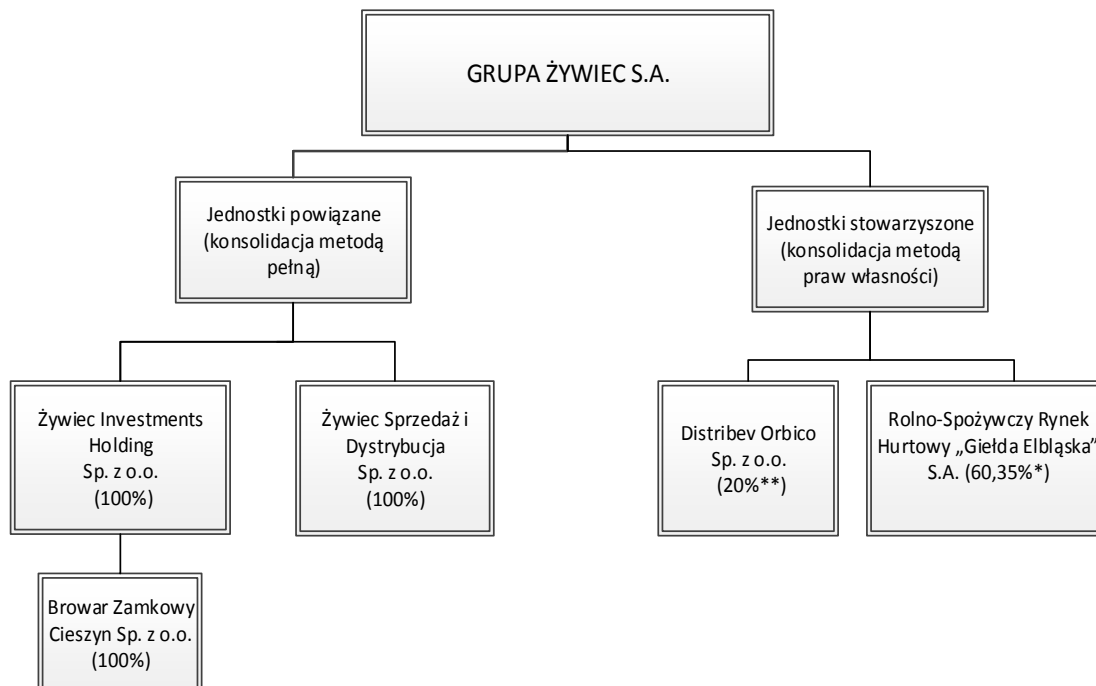 GRUPA ŻYWIEC S.A.
Jednostki powiązane
(konsolidacja metodą
pełną)
Jednostki stowarzyszone
(konsolidacja metodą
praw własności)
Żywiec Investments
Holding
Sp. z o.o.
(100%)
Żywiec Sprzedaż i
Dystrybucja
Sp. z o.o.
(100%)
Distribev Orbico
Sp. z o.o.
(20%**)
Rolno-Spożywczy Rynek
Hurtowy „Giełda Elbląska”
S.A. (60,35%*)
Browar Zamkowy
Cieszyn Sp. z o.o.
(100%)